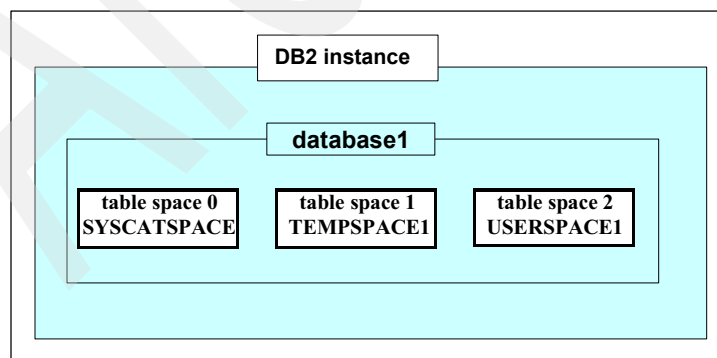 DB2 instance
database1
table space 0
SYSCATSPACE
table space 1
TEMPSPACE1
table space 2
USERSPACE1